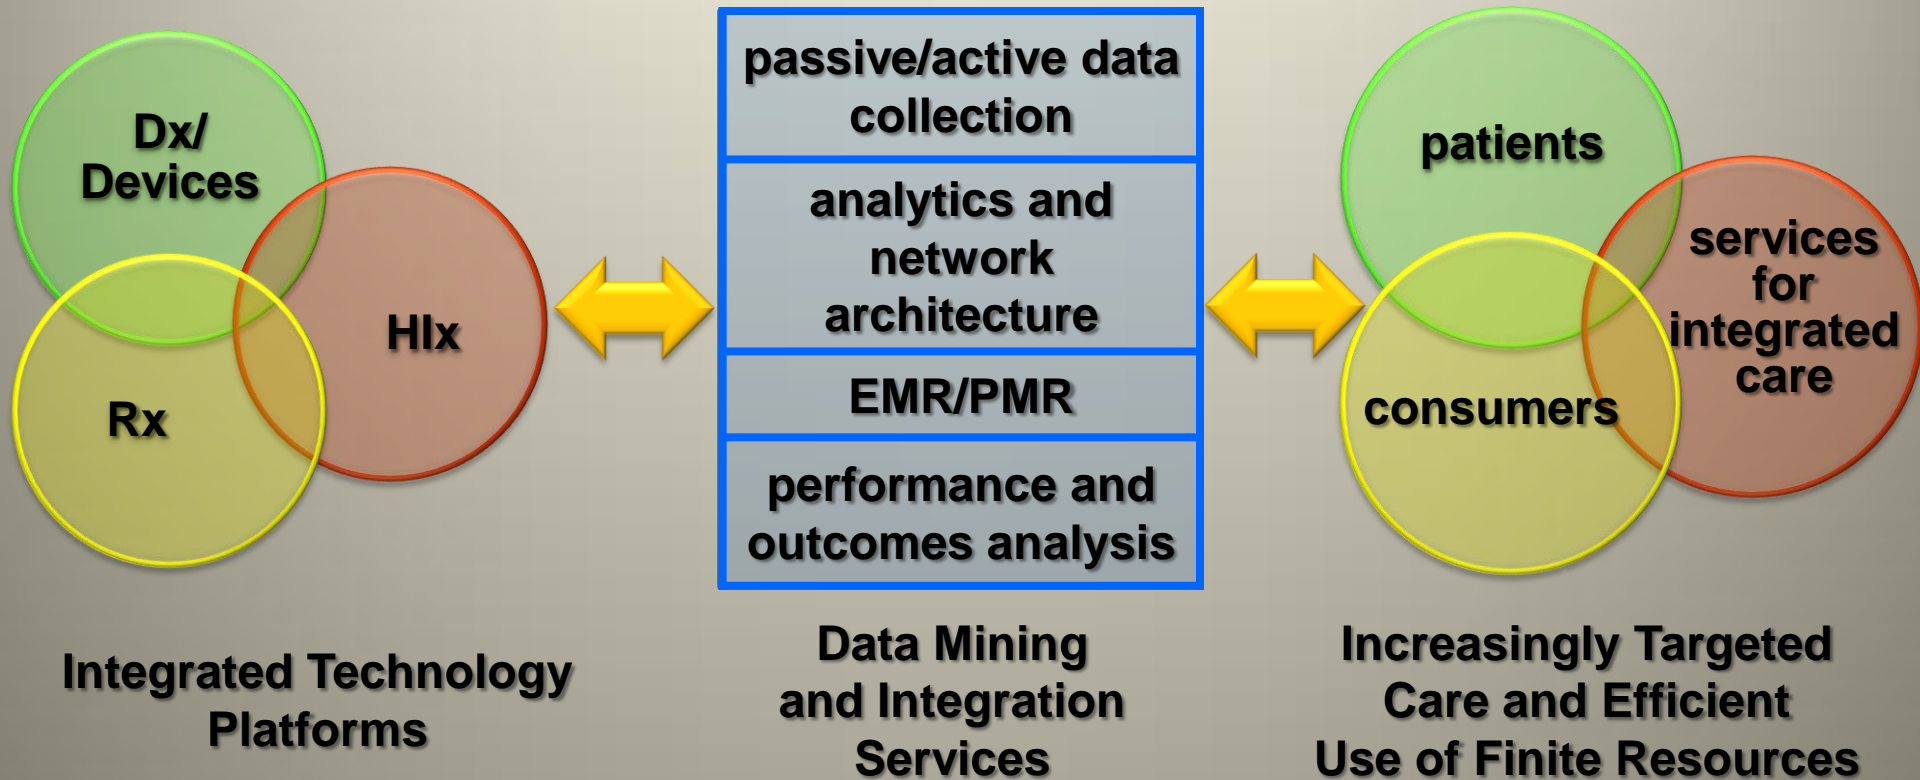 Dx/
Devices
HIx
Rx
passive/active data
collection
analytics and
network
architecture
EMR/PMR
performance and
outcomes analysis
patients
services
for
integrated
care
consumers
Integrated Technology
Platforms
Data Mining
and Integration
Services
Increasingly Targeted
Care and Efficient
Use of Finite Resources